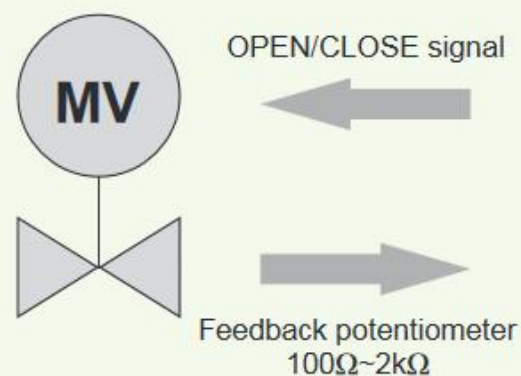 MV
OPEN/CLOSE signal
Feedback potentiometer
100Ω~2kΩ